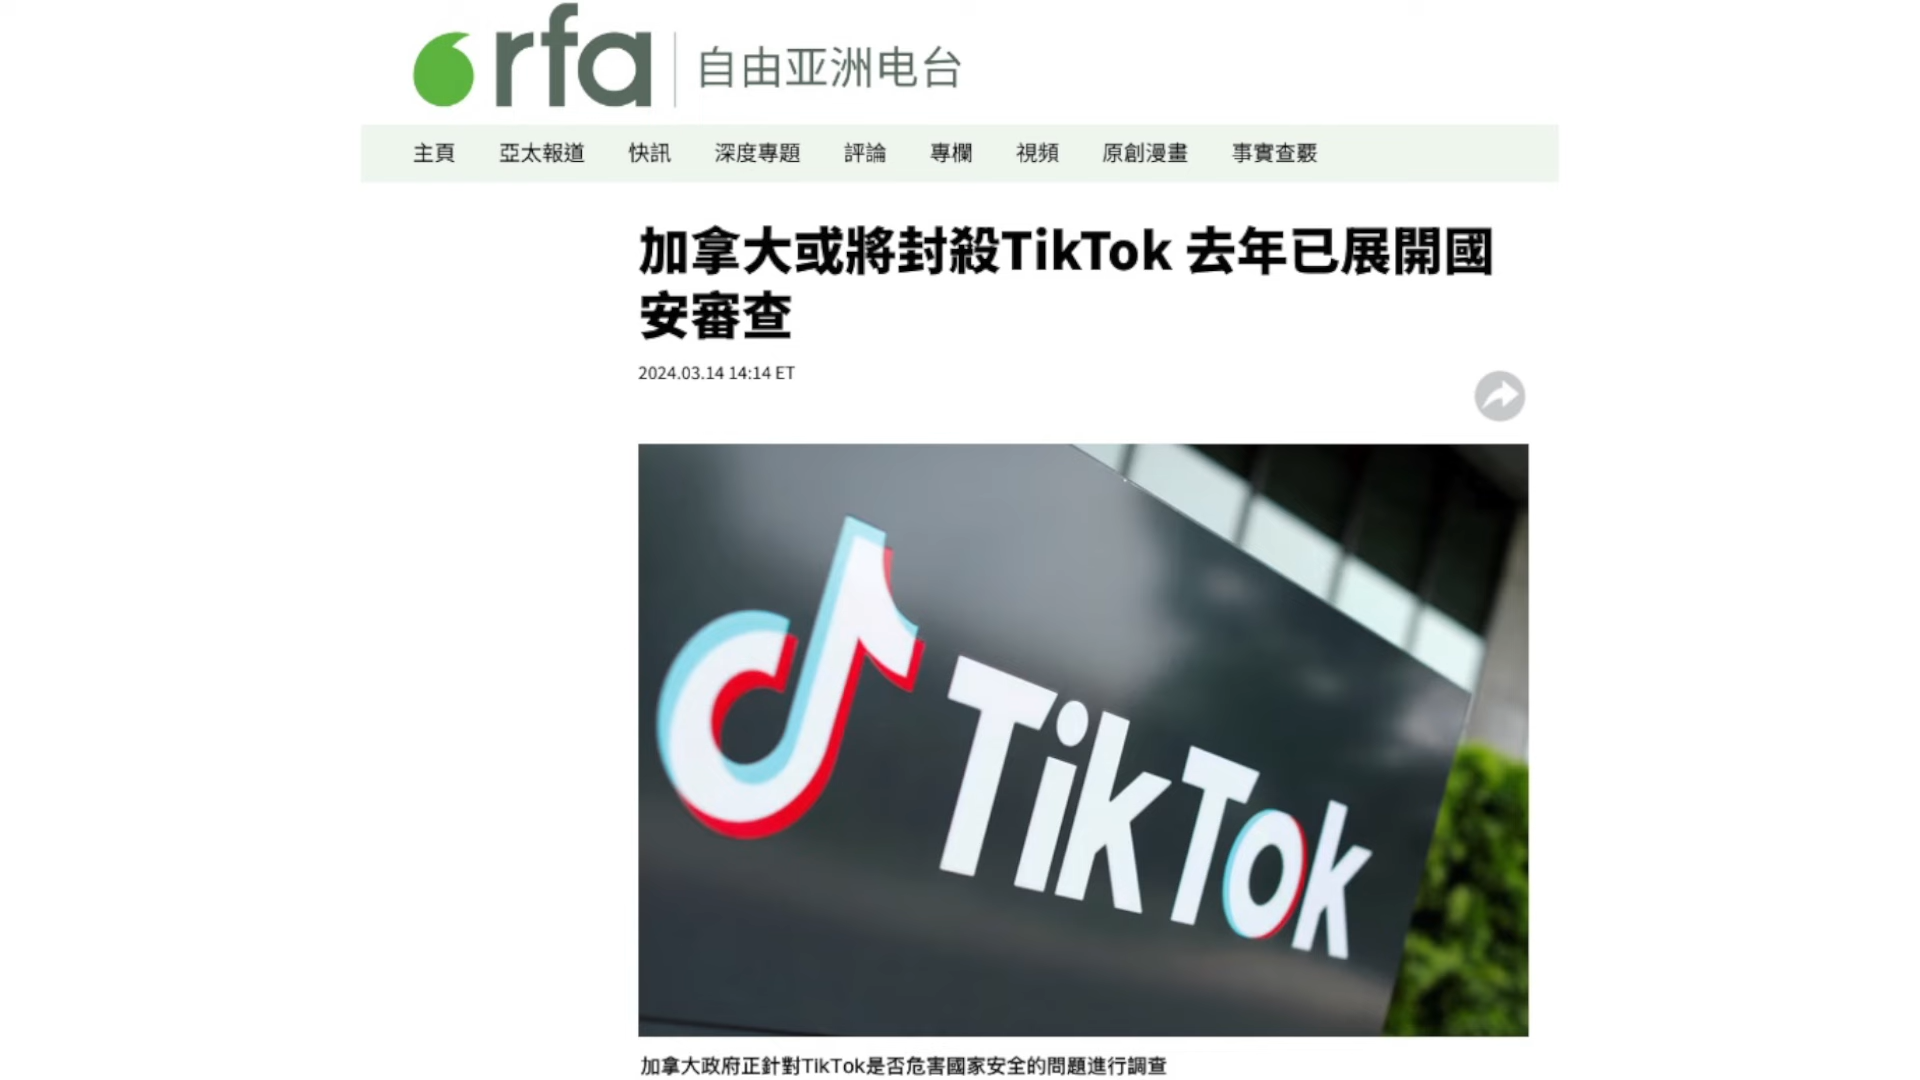 rfa 自由亚洲电台
主頁 亞太報道 快訊 深度專題 評論 專欄 視頻 原創漫畫 事實查覈
加拿大或將封殺TikTok 去年已展開國
安審查
2024.03.14 14:14 ET
TikTok
加拿大政府正針對TikTok是否危害國家安全的問題進行調查